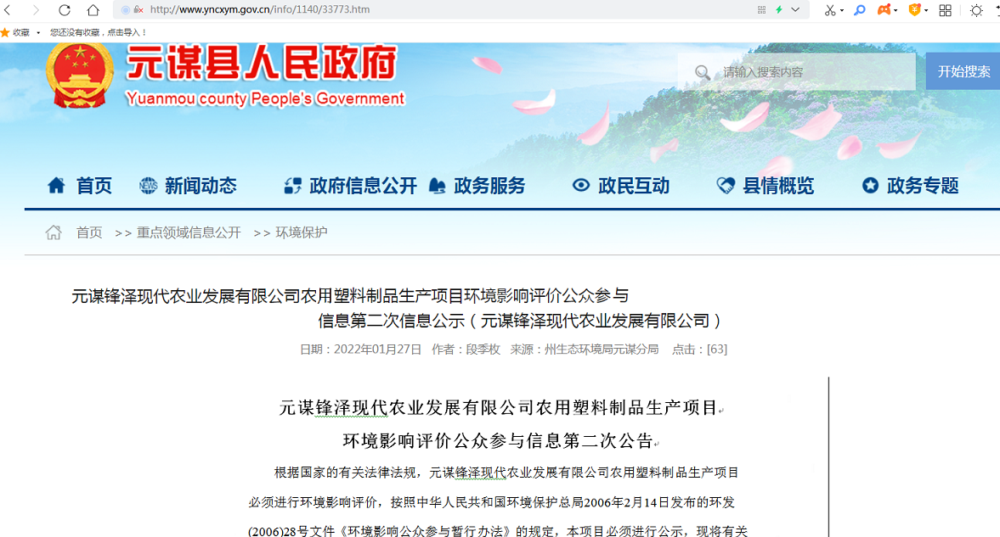 http://www.yncxym.gov.cn/info/1140/33773.htm
收藏 您还没有收藏，点击导入！
元谋县人民政府
Yuanmou county People's Government
请输入搜索内容
开始搜索
首页 新闻动态 政府信息公开 政务服务 政民互动 县情概览 政务专题
首页 >> 重点领域信息公开 >> 环境保护
元谋锋泽现代农业发展有限公司农用塑料制品生产项目环境影响评价公众参与
信息第二次信息公示（元谋锋泽现代农业发展有限公司）
日期：2022年01月27日 作者：段季枚 来源：州生态环境局元谋分局 点击：[63]
元谋锋泽现代农业发展有限公司农用塑料制品生产项目
环境影响评价公众参与信息第二次公告
根据国家的有关法律法规，元谋锋泽现代农业发展有限公司农用塑料制品生产项目
必须进行环境影响评价，按照中华人民共和国环境保护总局2006年2月14日发布的环发
(2006)28号文件《环境影响公众参与暂行办法》的规定，本项目必须进行公示，现将有关